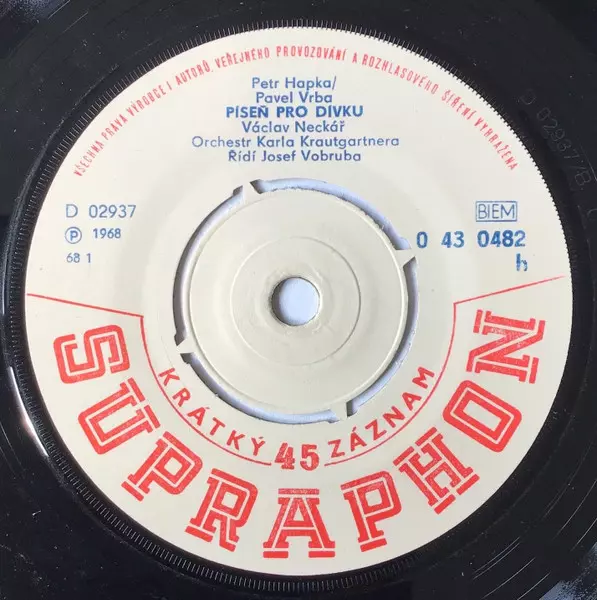 VŠECHNA PRÁVA VÝROBCE I AUTORŮ, VEŘEJNÉHO PROVOZOVÁNÍ A ROZHLASOVÉHO ŠÍŘENÍ VYHRAŽENA
Petr Hapka/
Pavel Vrba
PÍSEŇ PRO DÍVKU
Václav Neckář
Orchestr Karla Krautgartnera
Řídí Josef Vobruba
D 02937
BIEM
℗ 1968
0 43 0482
68 1
h
KRÁTKÝ 45 ZÁZNAM
SUPRAPHON